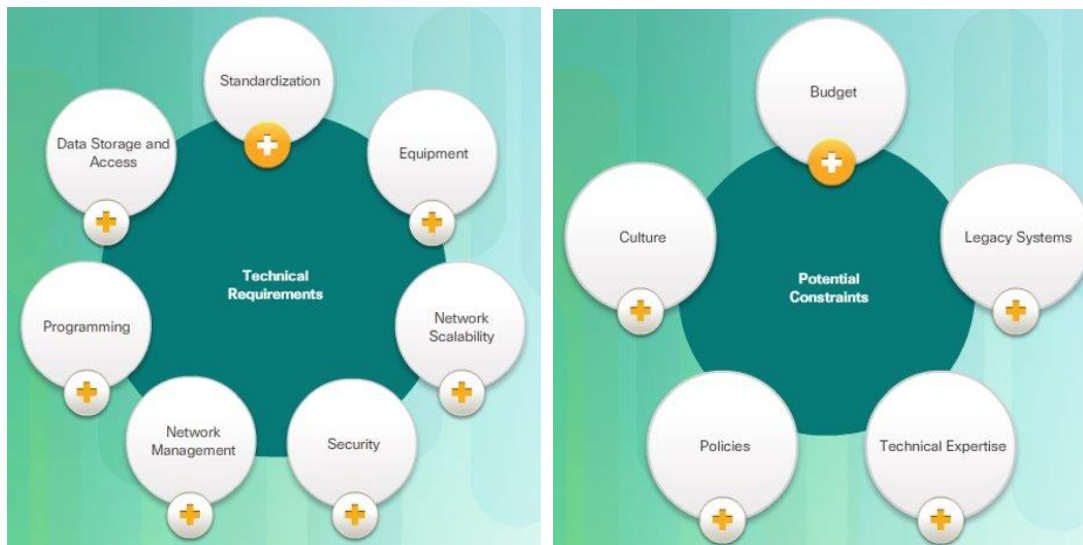 Standardization
Equipment
Network
Scalability
Security
Network
Management
Programming
Data Storage and
Access
Technical
Requirements
Budget
Legacy Systems
Technical Expertise
Policies
Culture
Potential
Constraints